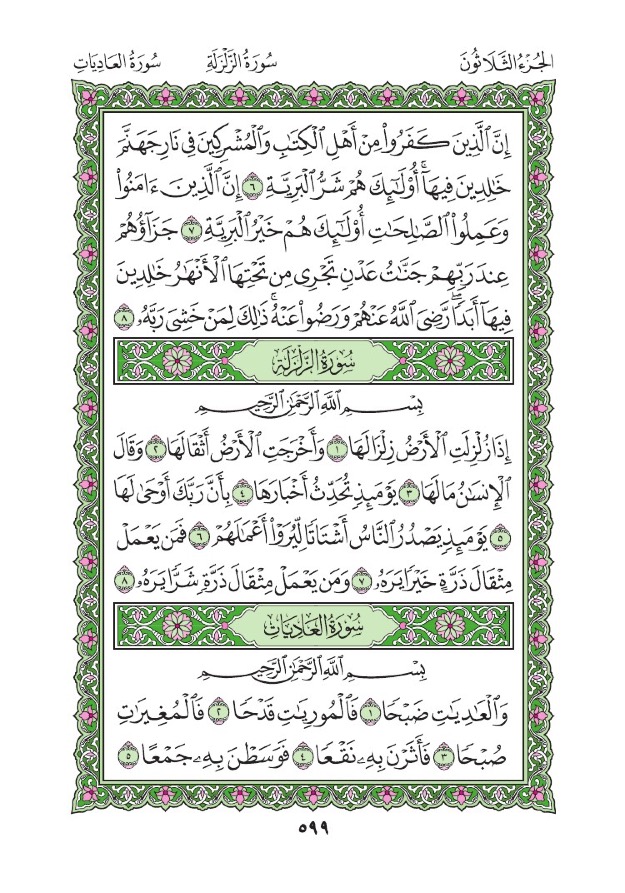 الجُزءُ الثَّلَاثُونَ سُورَةُ الزَّلْزَلَةِ سُورَةُ العَادِيَاتِ
إِنَّ ٱلَّذِينَ كَفَرُواْ مِنۡ أَهۡلِ ٱلۡكِتَٰبِ وَٱلۡمُشۡرِكِينَ فِي نَارِ جَهَنَّمَ
خَٰلِدِينَ فِيهَآۚ أُوْلَٰٓئِكَ هُمۡ شَرُّ ٱلۡبَرِيَّةِ ٦ إِنَّ ٱلَّذِينَ ءَامَنُواْ
وَعَمِلُواْ ٱلصَّٰلِحَٰتِ أُوْلَٰٓئِكَ هُمۡ خَيۡرُ ٱلۡبَرِيَّةِ ٧ جَزَآؤُهُمۡ
عِندَ رَبِّهِمۡ جَنَّٰتُ عَدۡنٖ تَجۡرِي مِن تَحۡتِهَا ٱلۡأَنۡهَٰرُ خَٰلِدِينَ
فِيهَآ أَبَدٗاۖ رَّضِيَ ٱللَّهُ عَنۡهُمۡ وَرَضُواْ عَنۡهُۚ ذَٰلِكَ لِمَنۡ خَشِيَ رَبَّهُۥ ٨
سُورَةُ الزَّلْزَلَةِ
بِسۡمِ ٱللَّهِ ٱلرَّحۡمَٰنِ ٱلرَّحِيمِ
إِذَا زُلۡزِلَتِ ٱلۡأَرۡضُ زِلۡزَالَهَا ١ وَأَخۡرَجَتِ ٱلۡأَرۡضُ أَثۡقَالَهَا ٢ وَقَالَ
ٱلۡإِنسَٰنُ مَا لَهَا ٣ يَوۡمَئِذٖ تُحَدِّثُ أَخۡبَارَهَا ٤ بِأَنَّ رَبَّكَ أَوۡحَىٰ لَهَا
٥ يَوۡمَئِذٖ يَصۡدُرُ ٱلنَّاسُ أَشۡتَاتٗا لِّيُرَوۡاْ أَعۡمَٰلَهُمۡ ٦ فَمَن يَعۡمَلۡ
مِثۡقَالَ ذَرَّةٍ خَيۡرٗا يَرَهُۥ ٧ وَمَن يَعۡمَلۡ مِثۡقَالَ ذَرَّةٖ شَرّٗا يَرَهُۥ ٨
سُورَةُ العَادِيَاتِ
بِسۡمِ ٱللَّهِ ٱلرَّحۡمَٰنِ ٱلرَّحِيمِ
وَٱلۡعَٰدِيَٰتِ ضَبۡحٗا ١ فَٱلۡمُورِيَٰتِ قَدۡحٗا ٢ فَٱلۡمُغِيرَٰتِ
صُبۡحٗا ٣ فَأَثَرۡنَ بِهِۦ نَقۡعٗا ٤ فَوَسَطۡنَ بِهِۦ جَمۡعًا ٥
٥٩٩